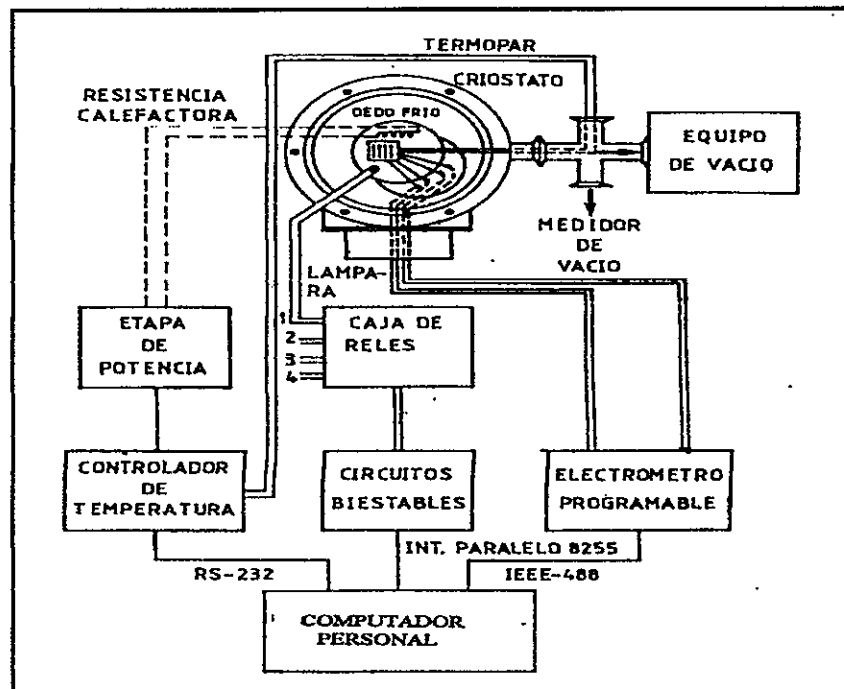 TERMOPAR
CRIOSTATO
RESISTENCIA
CALEFACTORA
DEDO FRIO
EQUIPO
DE VACIO
MEDIDOR
DE
VACIO
LAMPA-
RA
ETAPA
DE
POTENCIA
1
2
3
4
CAJA DE
RELES
CONTROLADOR
DE
TEMPERATURA
CIRCUITOS
BIESTABLES
ELECTROMETRO
PROGRAMABLE
INT. PARALELO 8255
RS-232
IEEE-488
COMPUTADOR
PERSONAL